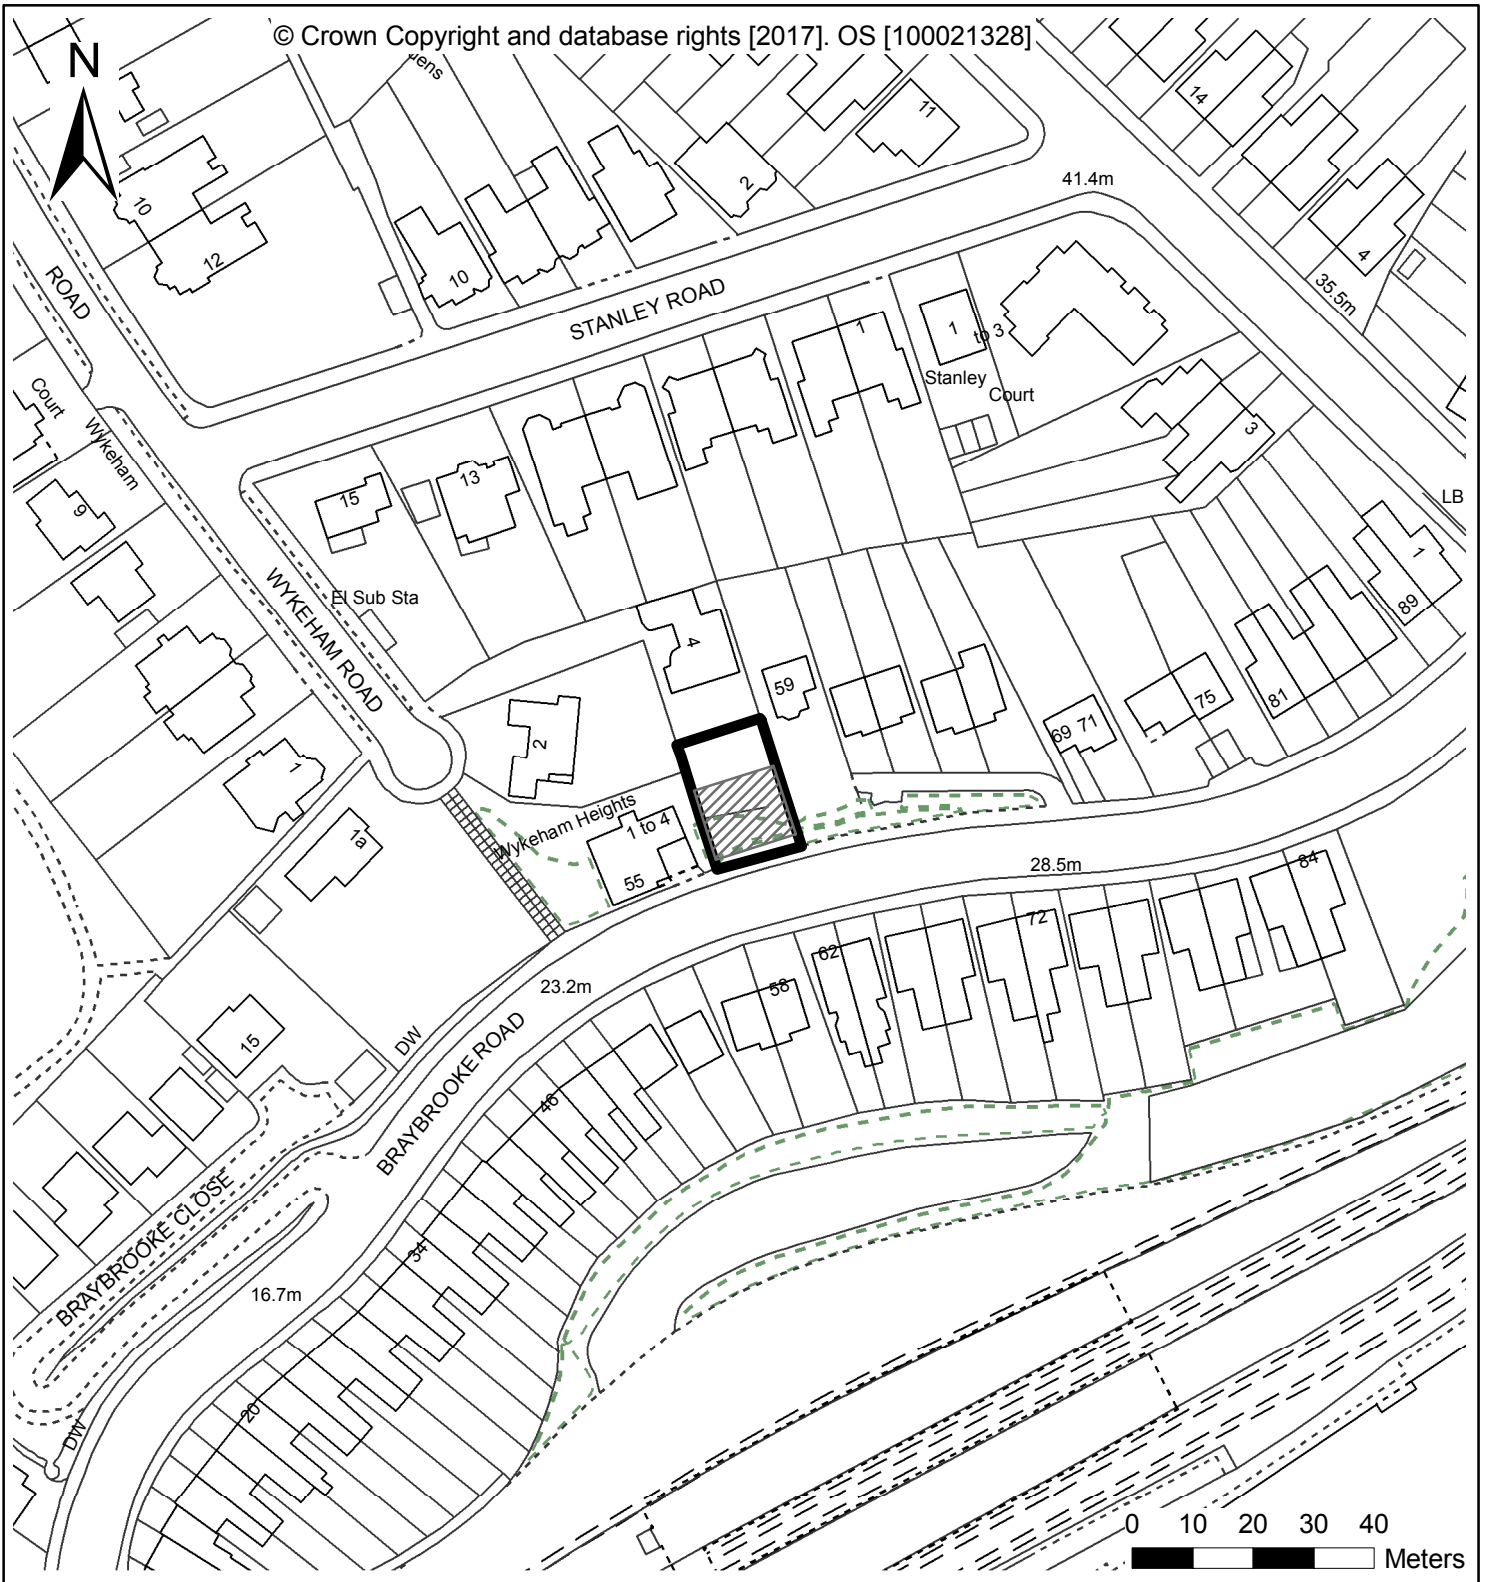 © Crown Copyright and database rights [2017]. OS [100021328]
N
14
11
2
41.4m
10
12
10
4
ROAD
STANLEY ROAD
35.5m
1
1
to 3
Stanley
Court
Court
Wykeham
3
9
15
13
LB
1
89
WYKEHAM ROAD
El Sub Sta
4
59
75
81
69
71
2
1
Wykeham Heights
1 to 4
1a
55
28.5m
84
72
62
58
23.2m
DW
15
BRAYBROOKE ROAD
46
BRAYBROOKE CLOSE
34
16.7m
20
DW
0 10 20 30 40
Meters